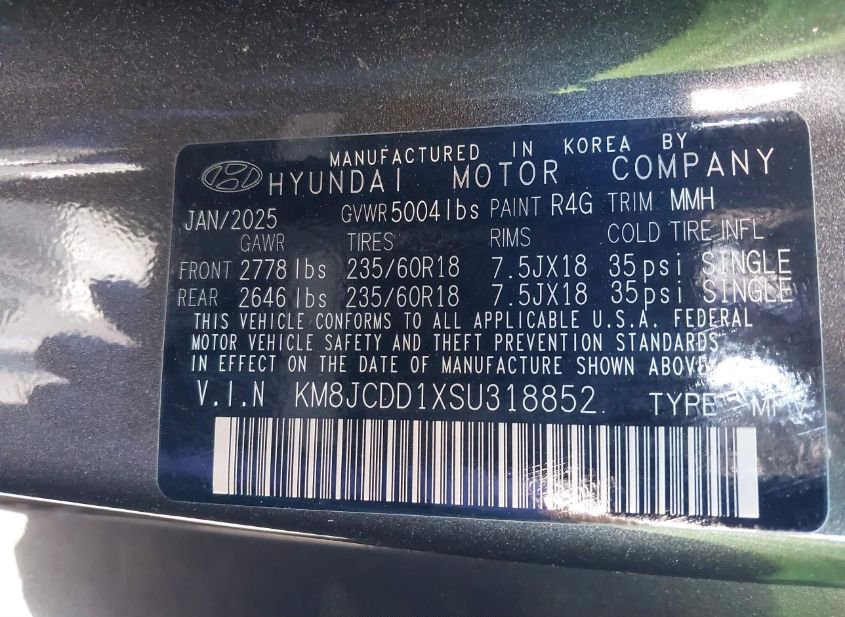 MANUFACTURED IN KOREA BY
HYUNDAI MOTOR COMPANY
JAN/2025 GVWR 5004 lbs PAINT R4G TRIM MMH
GAWR TIRES RIMS COLD TIRE INFL
FRONT 2778 lbs 235/60R18 7.5JX18 35psi SINGLE
REAR 2646 lbs 235/60R18 7.5JX18 35psi SINGLE
THIS VEHICLE CONFORMS TO ALL APPLICABLE U.S.A. FEDERAL
MOTOR VEHICLE SAFETY AND THEFT PREVENTION STANDARDS
IN EFFECT ON THE DATE OF MANUFACTURE SHOWN ABOVE
V.I.N KM8JCDD1XSU318852 TYPE